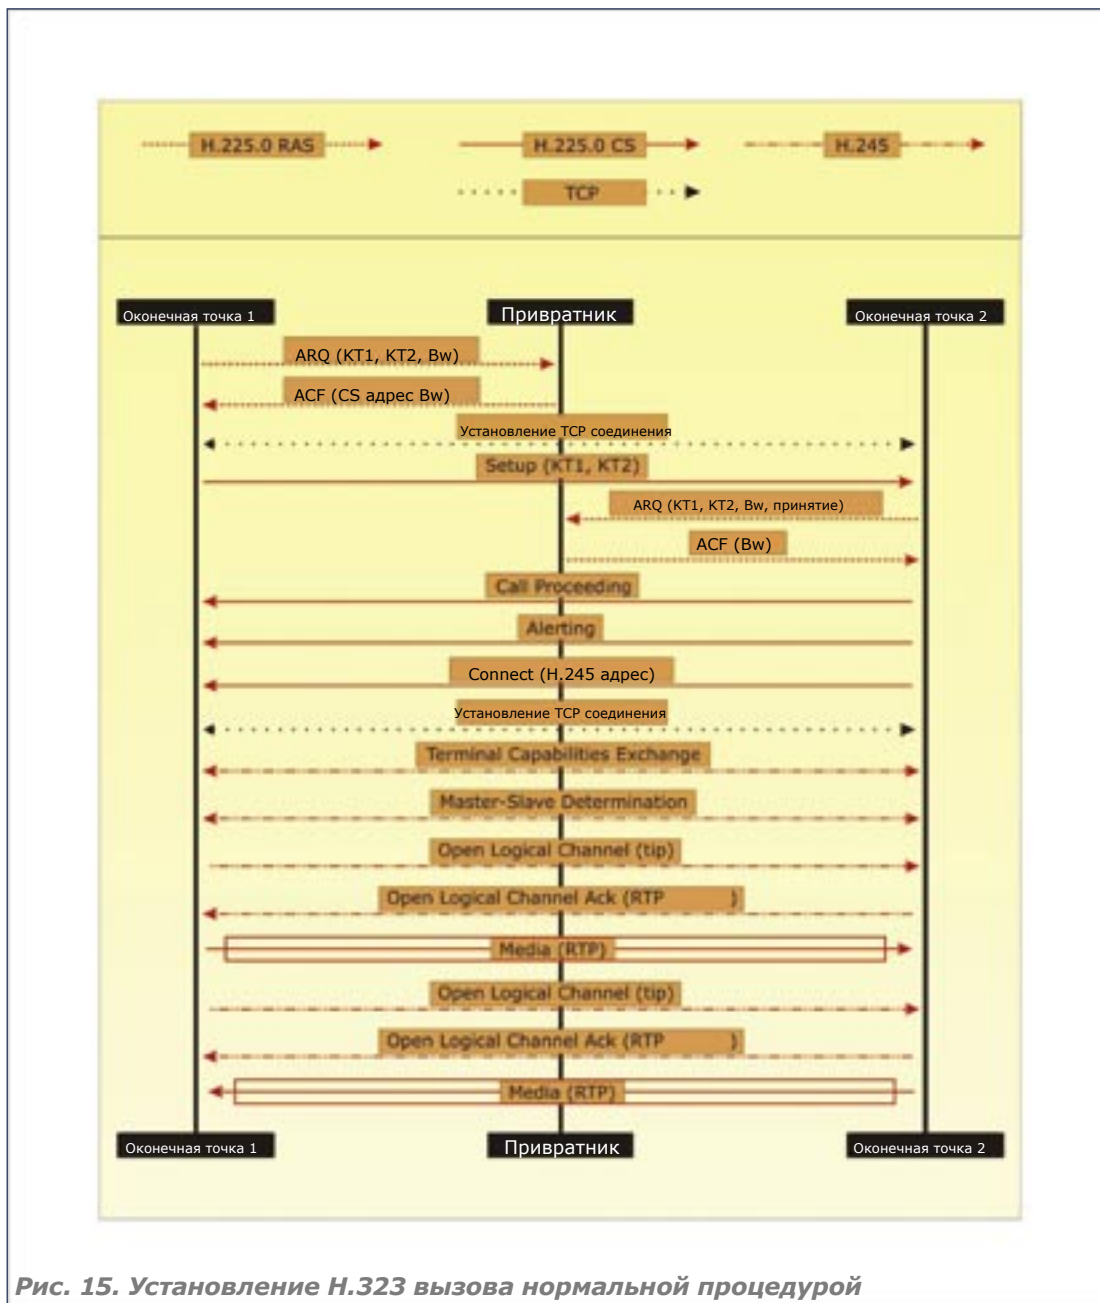 H.225.0 RAS
H.225.0 CS
H.245
TCP
Оконечная точка 1
Привратник
Оконечная точка 2
ARQ (КТ1, КТ2, Bw)
ACF (CS адрес Bw)
Установление TCP соединения
Setup (КТ1, КТ2)
ARQ (КТ1, КТ2, Bw, принятие)
ACF (Bw)
Call Proceeding
Alerting
Connect (H.245 адрес)
Установление TCP соединения
Terminal Capabilities Exchange
Master-Slave Determination
Open Logical Channel (tip)
Open Logical Channel Ack (RTP )
Media (RTP)
Open Logical Channel (tip)
Open Logical Channel Ack (RTP )
Media (RTP)
Оконечная точка 1
Привратник
Оконечная точка 2
Рис. 15. Установление H.323 вызова нормальной процедурой